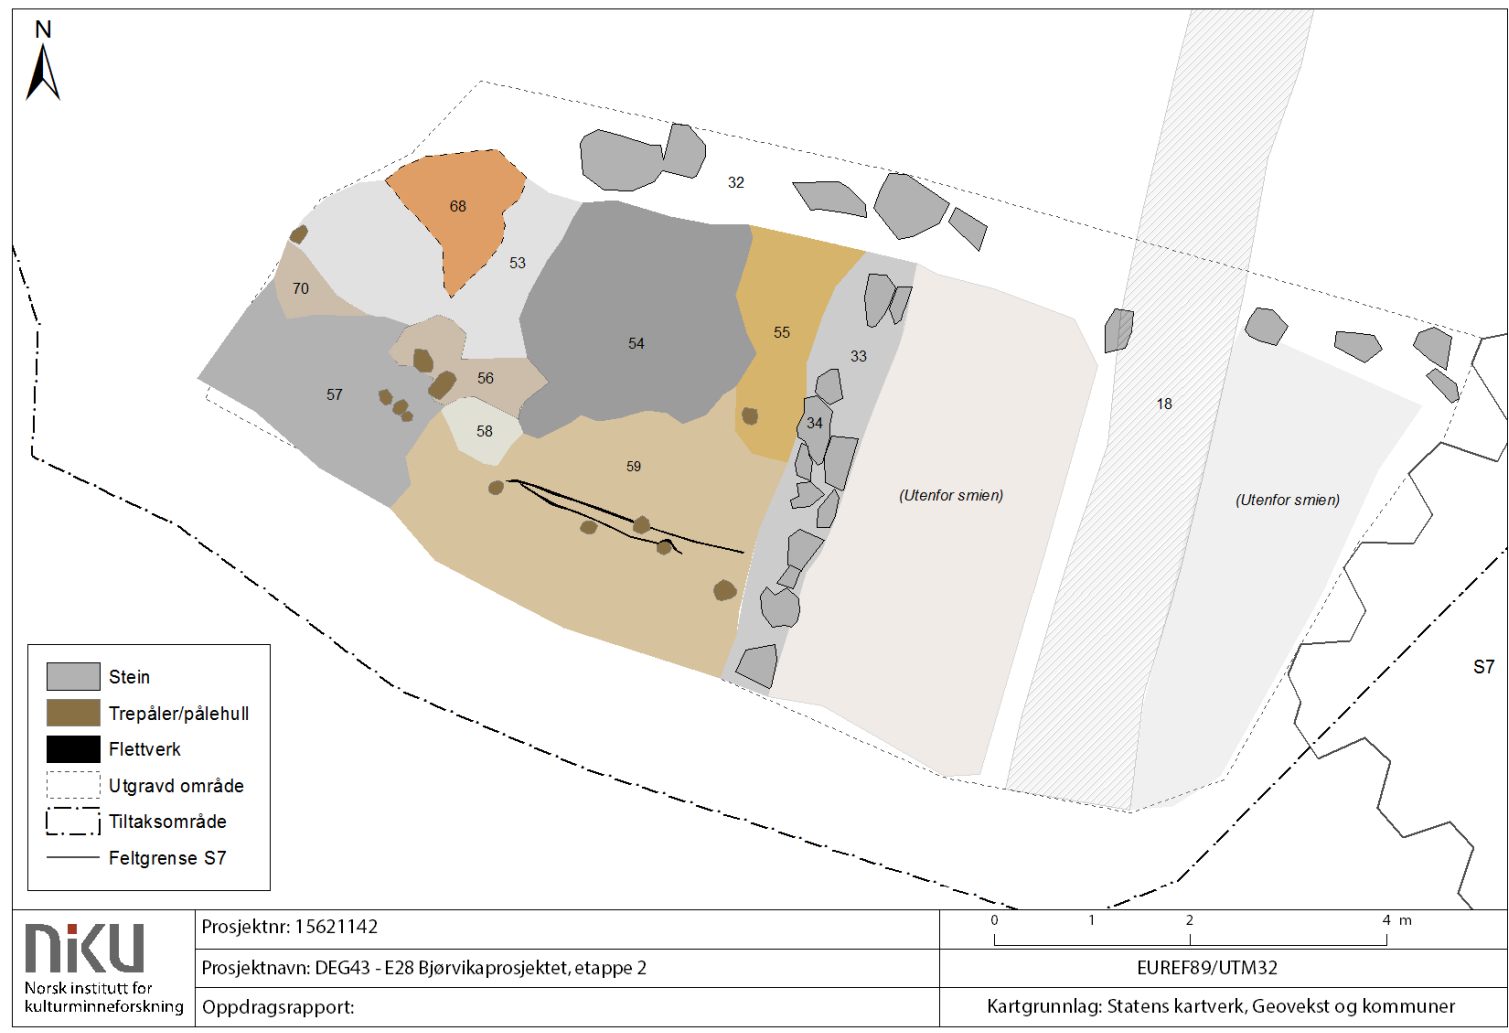 N
32
68
53
70
54
55
33
56
57
34
18
58
59
(Utenfor smien)
(Utenfor smien)
S7
Stein
Trepåler/pålehull
Flettverk
Utgravd område
Tiltaksområde
Feltgrense S7
niku
Norsk institutt for
kulturminneforskning
Prosjektnr: 15621142
Prosjektnavn: DEG43 - E28 Bjørvikaprosjektet, etappe 2
Oppdragsrapport:
0 1 2 4 m
EUREF89/UTM32
Kartgrunnlag: Statens kartverk, Geovekst og kommuner